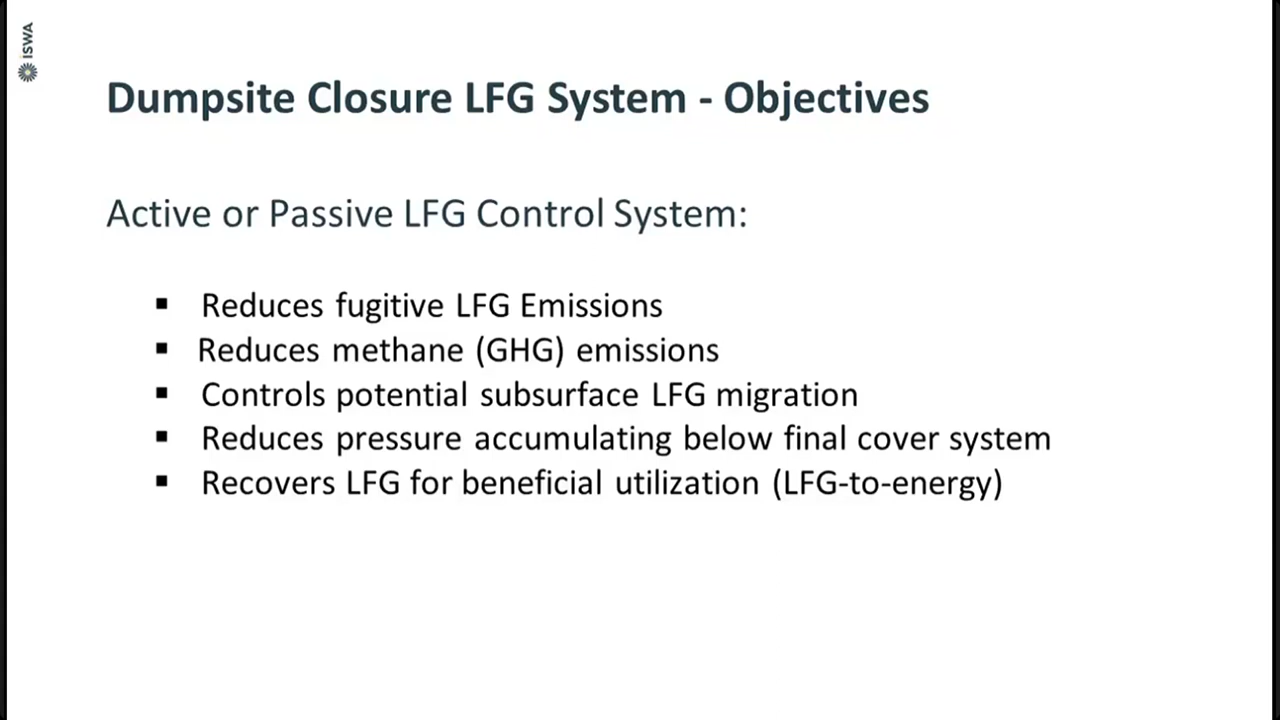 ISWA
Dumpsite Closure LFG System - Objectives
Active or Passive LFG Control System:
▪ Reduces fugitive LFG Emissions
▪ Reduces methane (GHG) emissions
▪ Controls potential subsurface LFG migration
▪ Reduces pressure accumulating below final cover system
▪ Recovers LFG for beneficial utilization (LFG-to-energy)